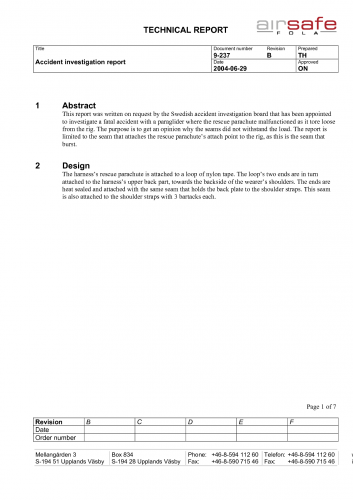 TECHNICAL REPORT
airsafe
FOLA
Title Document number Revision Prepared
9-237 B TH
Accident investigation report Date Approved
2004-06-29 ON
1 Abstract
This report was written on request by the Swedish accident investigation board that has been appointed
to investigate a fatal accident with a paraglider where the rescue parachute malfunctioned as it tore loose
from the rig. The purpose is to get an opinion why the seams did not withstand the load. The report is
limited to the seam that attaches the rescue parachute's attach point to the rig, as this is the seam that
burst.
2 Design
The harness's rescue parachute is attached to a loop of nylon tape. The loop's two ends are in turn
attached to the harness's upper back part, towards the backside of the wearer's shoulders. The ends are
heat sealed and attached with the same seam that holds the back plate to the shoulder straps. This seam
is also attached to the shoulder straps with 3 bartacks each.
Page 1 of 7
Revision B C D E F
Date
Order number
Mellangården 3 Box 834 Phone: +46-8-594 112 60 Telefon: +46-8-594 112 60
S-194 51 Upplands Väsby S-194 28 Upplands Väsby Fax: +46-8-590 715 46 Fax: +46-8-590 715 46